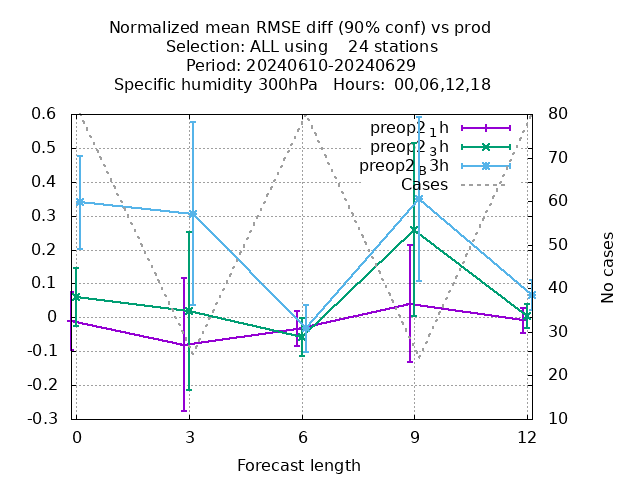 Normalized mean RMSE diff (90% conf) vs prod
Selection: ALL using    24 stations
Period: 20240610-20240629
Specific humidity 300hPa   Hours:  00,06,12,18
0.6
0.5
0.4
0.3
0.2
0.1
0
-0.1
-0.2
-0.3
preop2₁h
preop2₃h
preop2_B3h
Cases
80
70
60
50
40
30
20
10
No cases
0
3
6
9
12
Forecast length